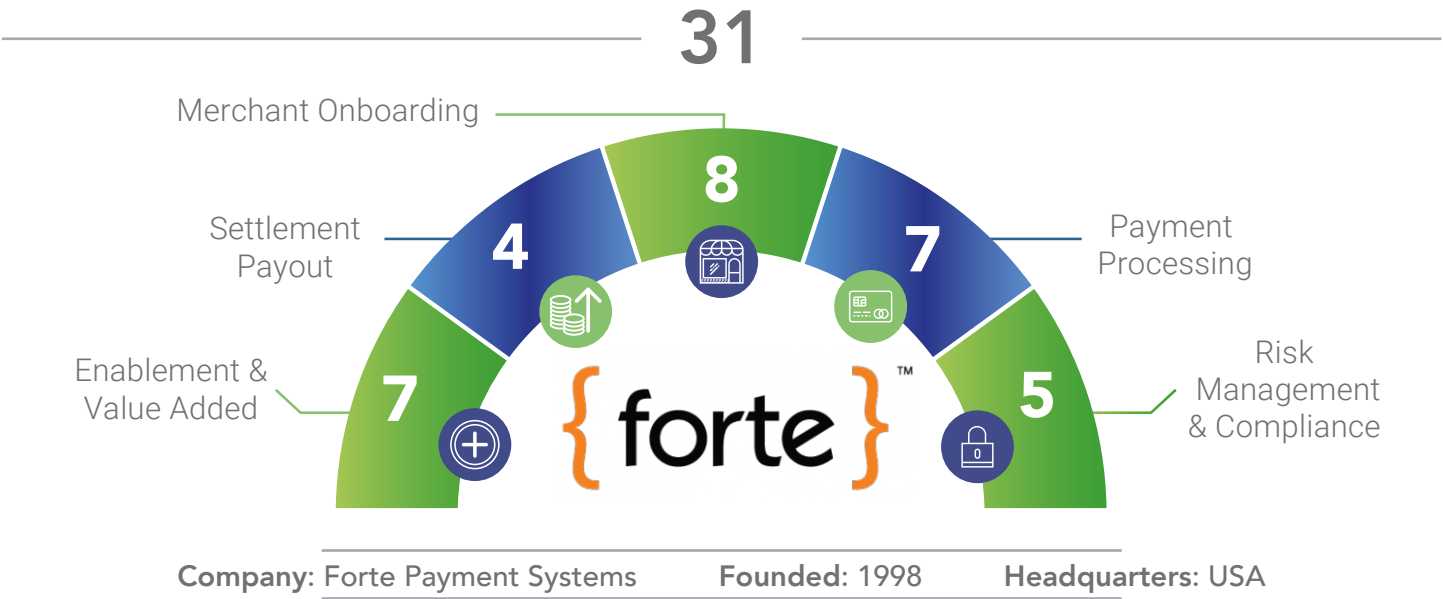 31
Merchant Onboarding
8
Settlement
Payout
4
7
Payment
Processing
Enablement &
Value Added
7
{forte}™
5
Risk
Management
& Compliance
Company: Forte Payment Systems Founded: 1998 Headquarters: USA